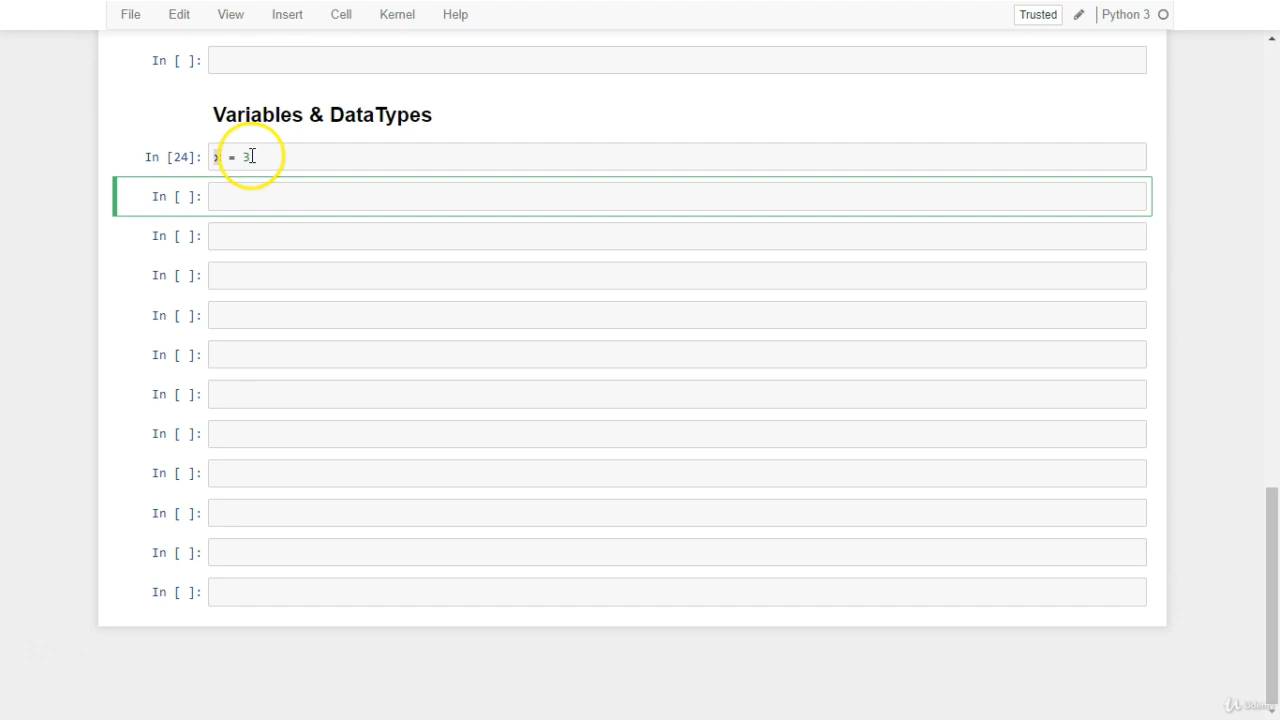 File Edit View Insert Cell Kernel Help Trusted Python 3
In [ ]:
Variables & DataTypes
In [24]: x = 3
In [ ]:
In [ ]:
In [ ]:
In [ ]:
In [ ]:
In [ ]:
In [ ]:
In [ ]:
In [ ]:
In [ ]:
In [ ]:
Udemy